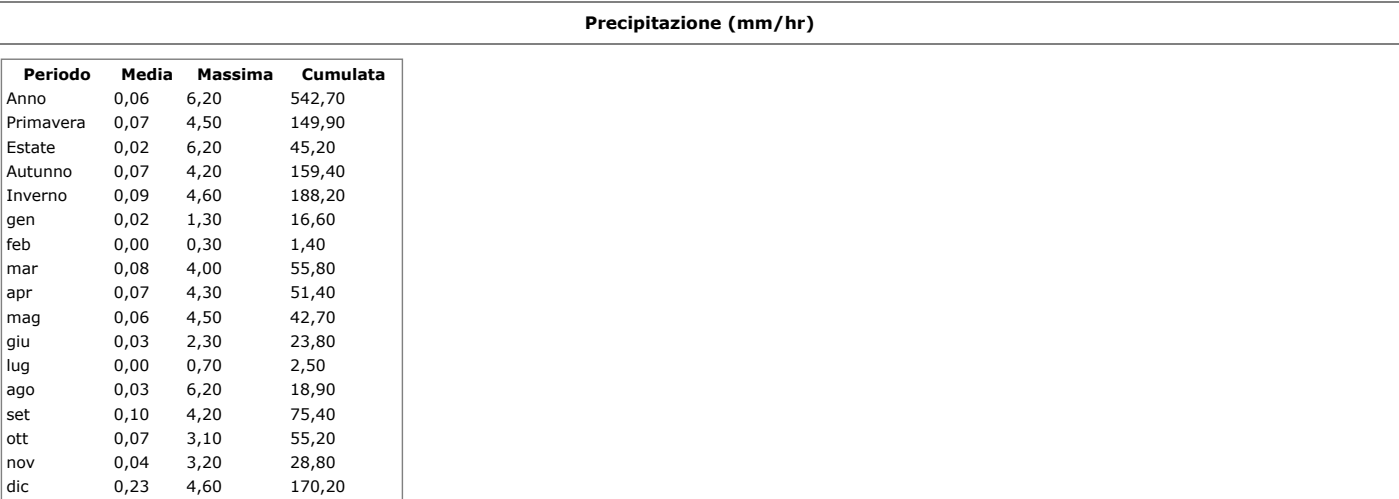 Precipitazione (mm/hr)
Periodo Media Massima Cumulata
Anno 0,06 6,20 542,70
Primavera 0,07 4,50 149,90
Estate 0,02 6,20 45,20
Autunno 0,07 4,20 159,40
Inverno 0,09 4,60 188,20
gen 0,02 1,30 16,60
feb 0,00 0,30 1,40
mar 0,08 4,00 55,80
apr 0,07 4,30 51,40
mag 0,06 4,50 42,70
giu 0,03 2,30 23,80
lug 0,00 0,70 2,50
ago 0,03 6,20 18,90
set 0,10 4,20 75,40
ott 0,07 3,10 55,20
nov 0,04 3,20 28,80
dic 0,23 4,60 170,20